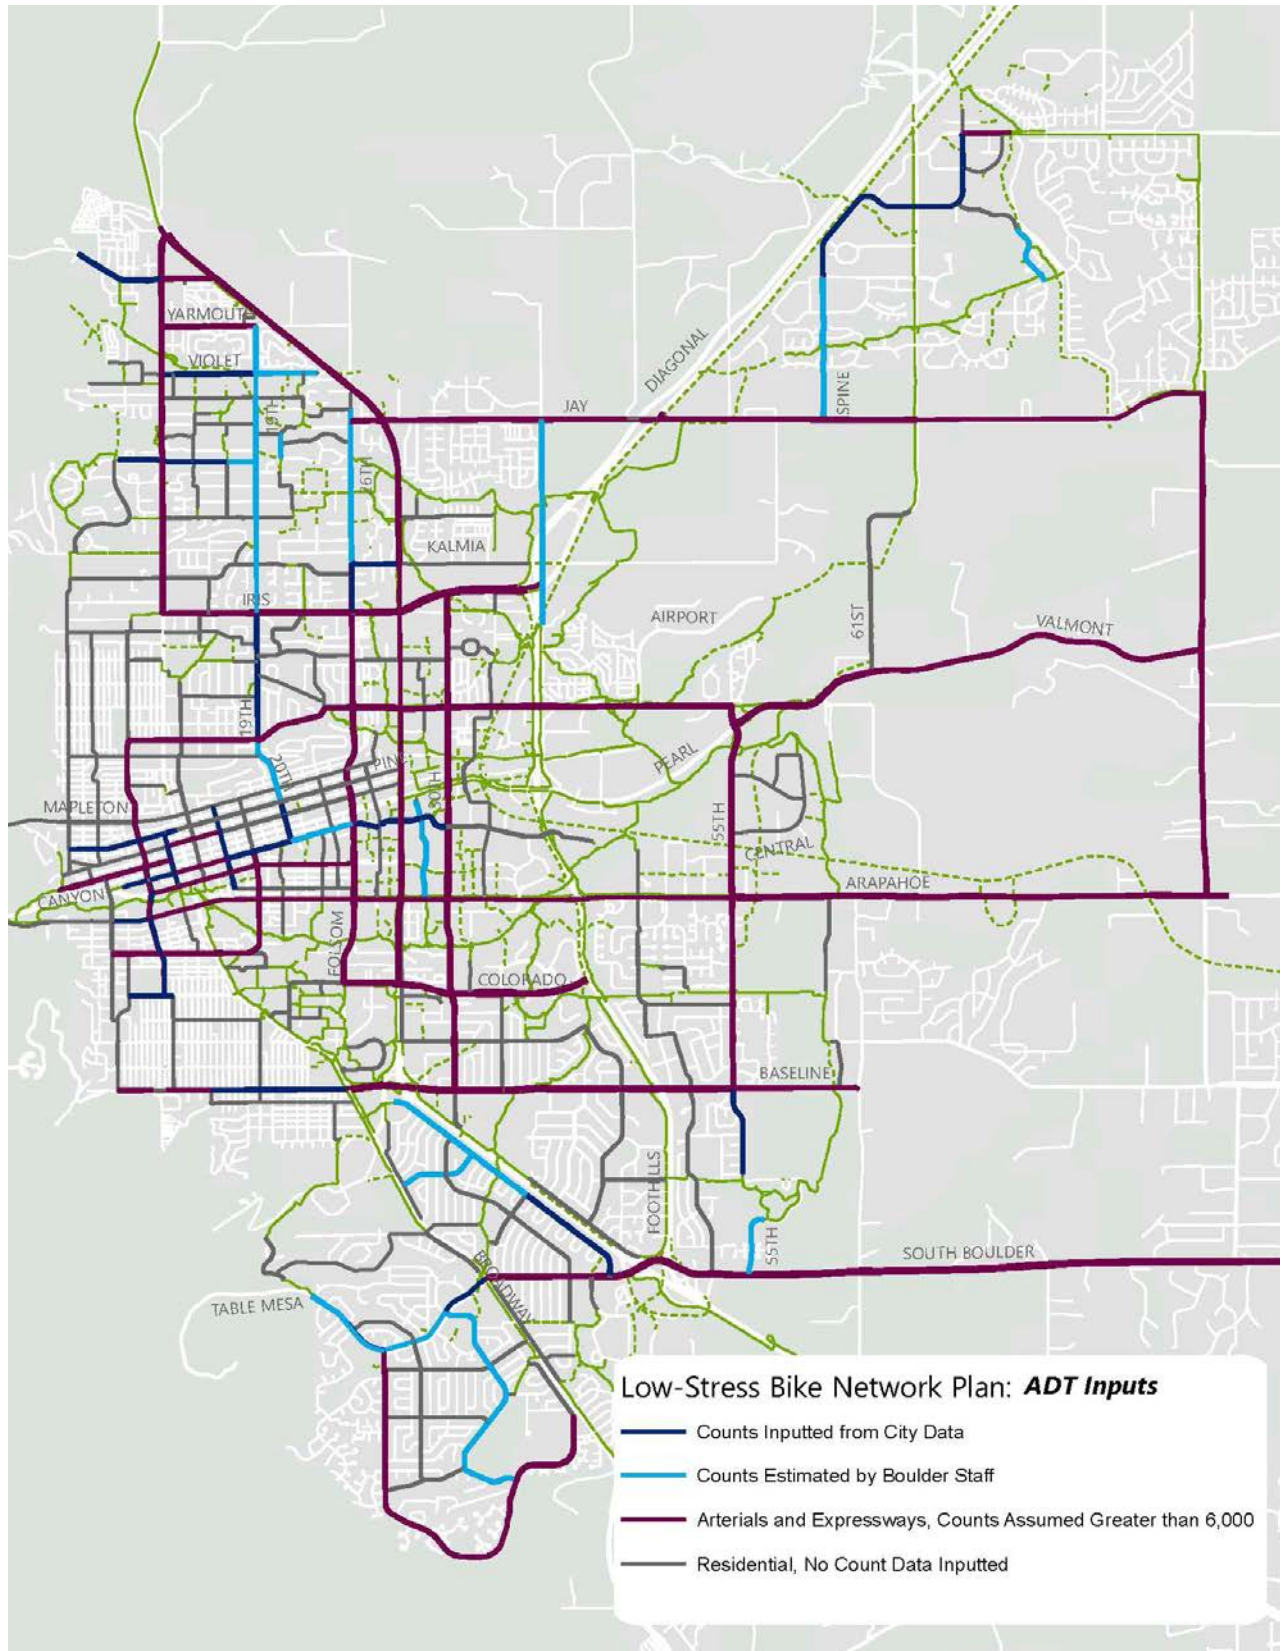 YARMOUTH
VIOLET
DIAGONAL
SPINE
JAY
19TH
26TH
KALMIA
IRIS
AIRPORT
61ST
VALMONT
19TH
20TH
PINE
PEARL
30TH
MAPLETON
55TH
CENTRAL
CANYON
ARAPAHOE
FOLSOM
COLORADO
BASELINE
FOOTHILLS
55TH
SOUTH BOULDER
BROADWAY
TABLE MESA
Low-Stress Bike Network Plan: ADT Inputs
Counts Inputted from City Data
Counts Estimated by Boulder Staff
Arterials and Expressways, Counts Assumed Greater than 6,000
Residential, No Count Data Inputted